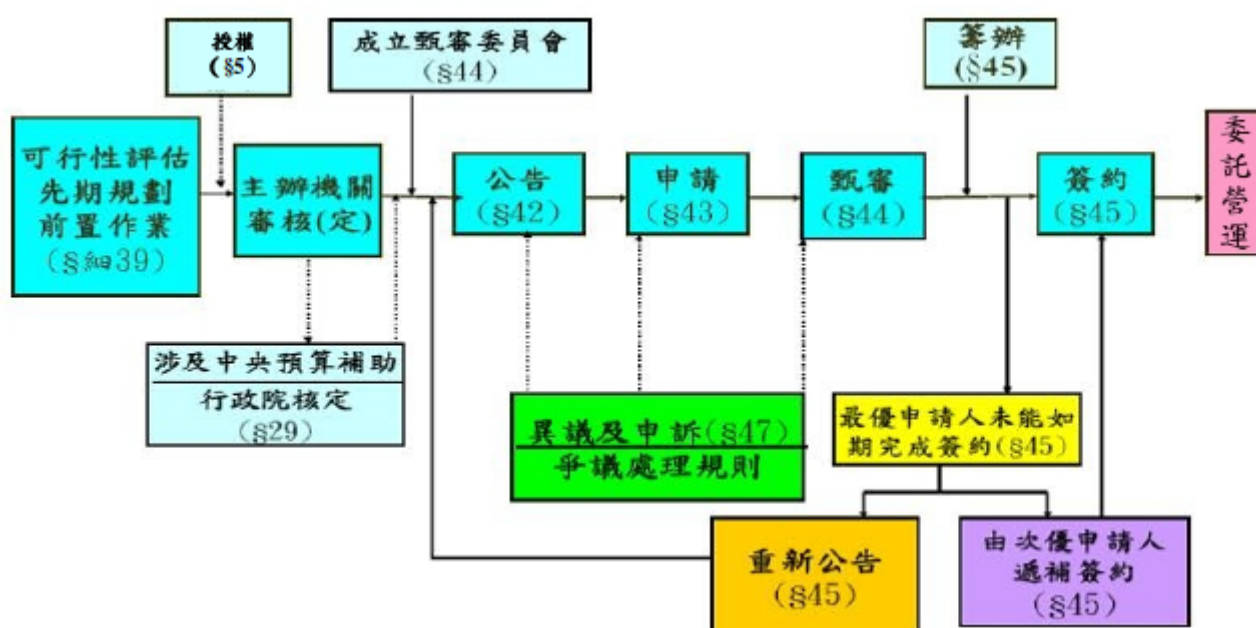 授權
(§5)
成立甄審委員會
(§44)
籌辦
(§45)
可行性評估
先期規劃
前置作業
(§細39)
主辦機關
審核(定)
公告
(§42)
申請
(§43)
甄審
(§44)
簽約
(§45)
委託營運
涉及中央預算補助
行政院核定
(§29)
異議及申訴(§47)
爭議處理規則
最優申請人未能如
期完成簽約(§45)
重新公告
(§45)
由次優申請人
遞補簽約
(§45)